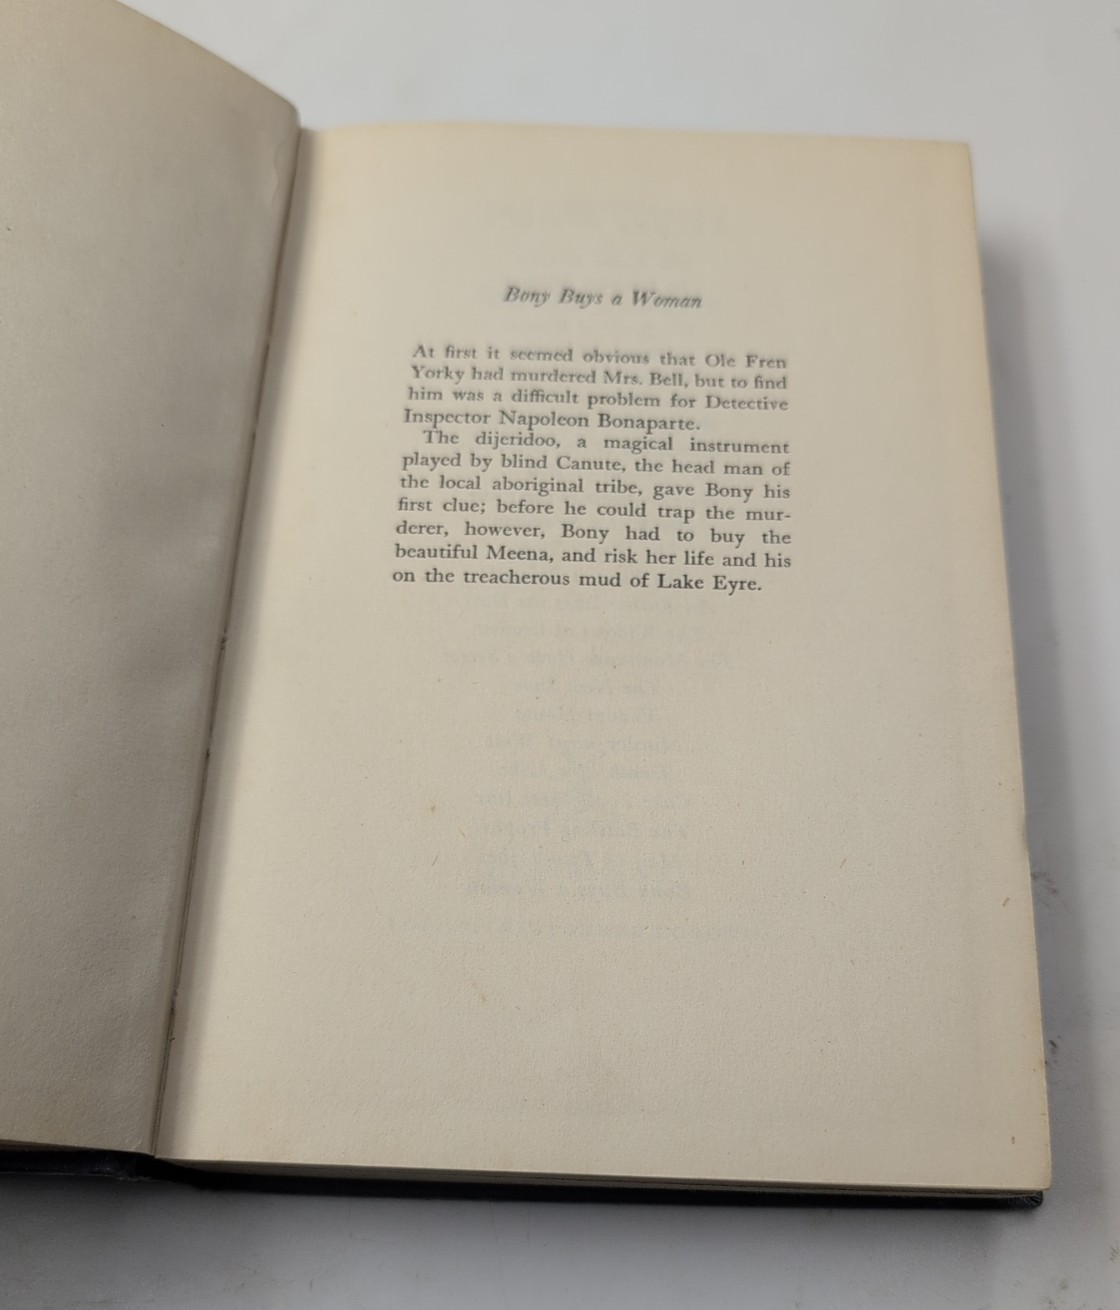 Bony Buys a Woman
At first it seemed obvious that Ole Fren
Yorky had murdered Mrs. Bell, but to find
him was a difficult problem for Detective
Inspector Napoleon Bonaparte.
The dijeridoo, a magical instrument
played by blind Canute, the head man of
the local aboriginal tribe, gave Bony his
first clue; before he could trap the mur-
derer, however, Bony had to buy the
beautiful Meena, and risk her life and his
on the treacherous mud of Lake Eyre.